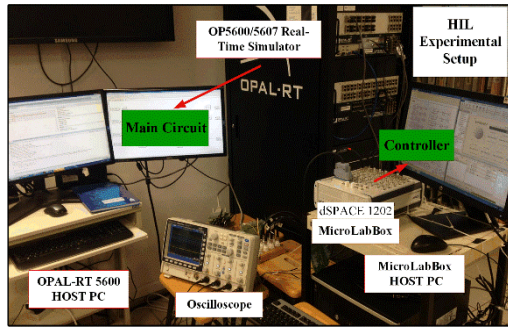 OP5600/5607 Real-
Time Simulator
HIL
Experimental
Setup
OPAL-RT
Main Circuit
Controller
dSPACE 1202
MicroLabBox
OPAL-RT 5600
HOST PC
Oscilloscope
MicroLabBox
HOST PC